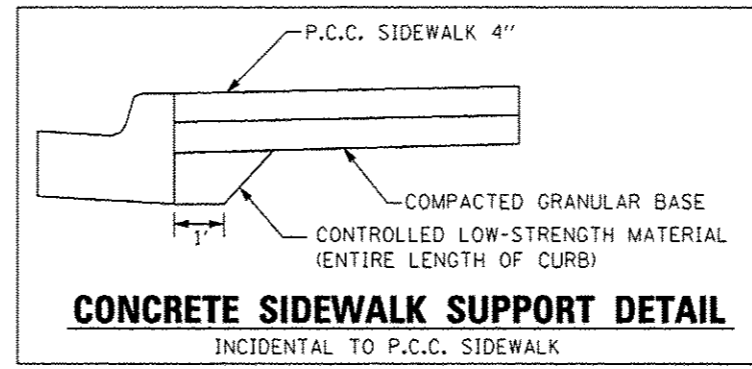 P.C.C. SIDEWALK 4"
COMPACTED GRANULAR BASE
1'
CONTROLLED LOW-STRENGTH MATERIAL
(ENTIRE LENGTH OF CURB)
CONCRETE SIDEWALK SUPPORT DETAIL
INCIDENTAL TO P.C.C. SIDEWALK